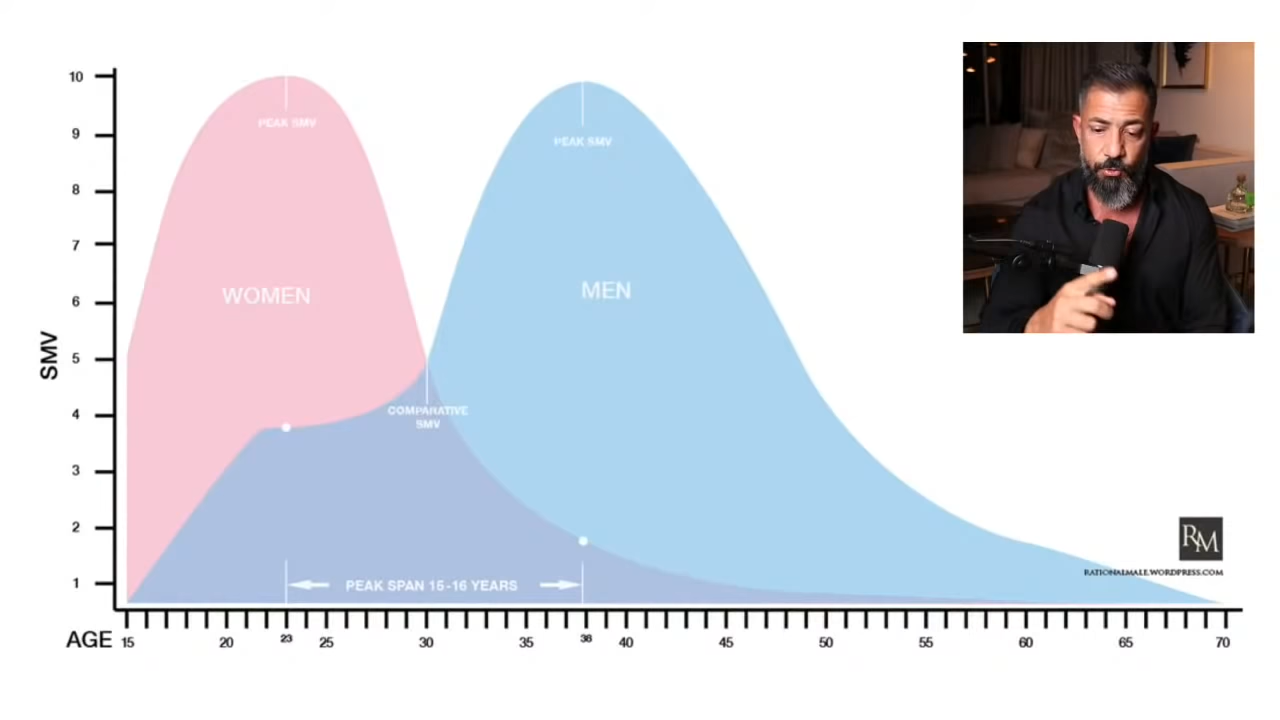 10
PEAK SMV
9
PEAK SMV
8
7
WOMEN
MEN
6
SMV
5
4
COMPARATIVE
SMV
3
2
RM
RATIONALMALE.WORDPRESS.COM
1
PEAK SPAN 15-16 YEARS
AGE 15 20 23 25 30 35 38 40 45 50 55 60 65 70